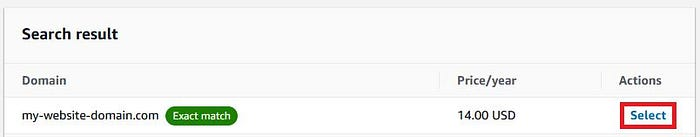 Search result
Domain Price/year Actions
my-website-domain.com Exact match 14.00 USD Select